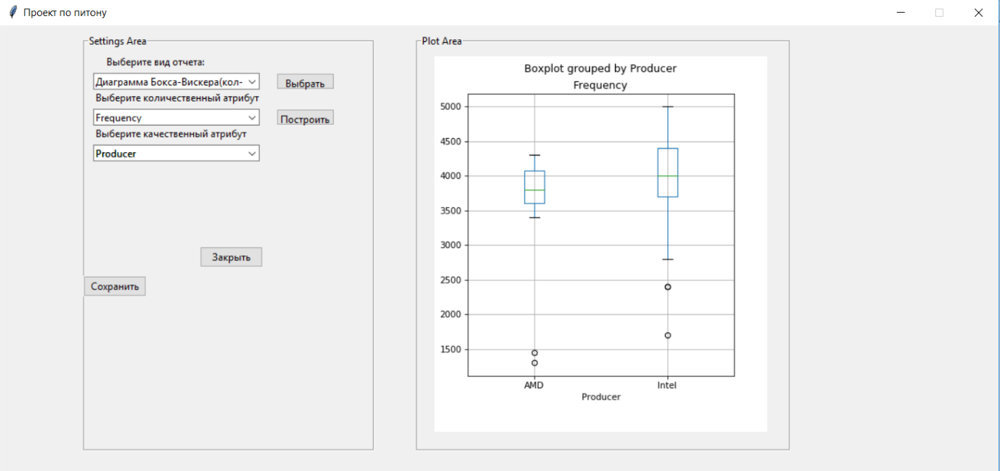 Проект по питону
Settings Area
Выберите вид отчета:
Диаграмма Бокса-Вискера(кол-
Выбрать
Выберите количественный атрибут
Frequency
Построить
Выберите качественный атрибут
Producer
Закрыть
Сохранить
Plot Area
Boxplot grouped by Producer
Frequency
5000
4500
4000
3500
3000
2500
2000
1500
AMD
Intel
Producer